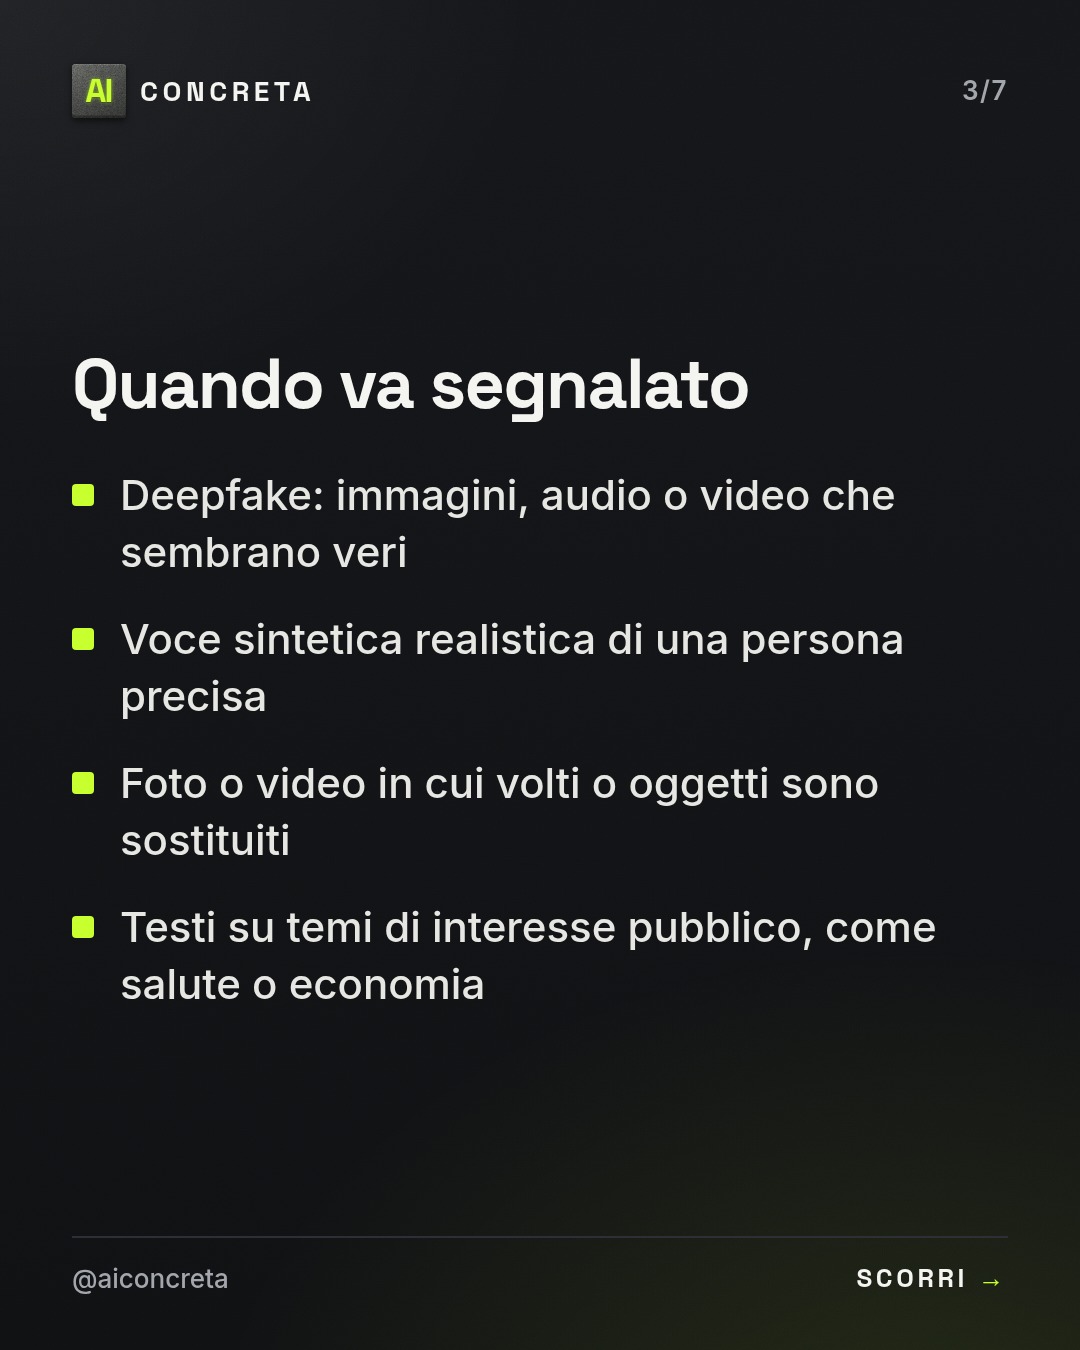 AI CONCRETA
3/7
Quando va segnalato
Deepfake: immagini, audio o video che
sembrano veri
Voce sintetica realistica di una persona
precisa
Foto o video in cui volti o oggetti sono
sostituiti
Testi su temi di interesse pubblico, come
salute o economia
@aiconcreta
SCORRI →